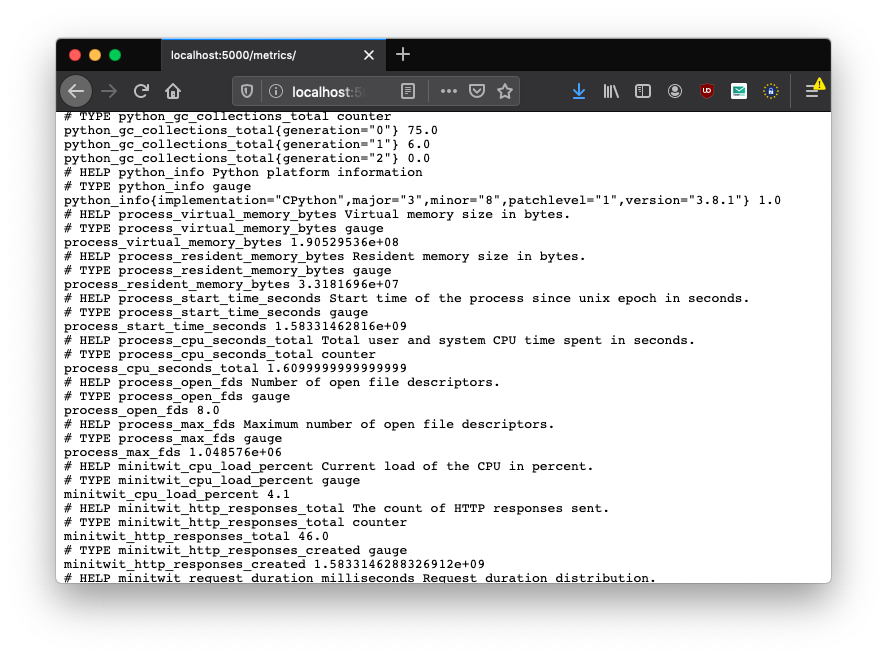 localhost:5000/metrics/
localhost:5
# TYPE python_gc_collections_total counter
python_gc_collections_total{generation="0"} 75.0
python_gc_collections_total{generation="1"} 6.0
python_gc_collections_total{generation="2"} 0.0
# HELP python_info Python platform information
# TYPE python_info gauge
python_info{implementation="CPython",major="3",minor="8",patchlevel="1",version="3.8.1"} 1.0
# HELP process_virtual_memory_bytes Virtual memory size in bytes.
# TYPE process_virtual_memory_bytes gauge
process_virtual_memory_bytes 1.90529536e+08
# HELP process_resident_memory_bytes Resident memory size in bytes.
# TYPE process_resident_memory_bytes gauge
process_resident_memory_bytes 3.3181696e+07
# HELP process_start_time_seconds Start time of the process since unix epoch in seconds.
# TYPE process_start_time_seconds gauge
process_start_time_seconds 1.58331462816e+09
# HELP process_cpu_seconds_total Total user and system CPU time spent in seconds.
# TYPE process_cpu_seconds_total counter
process_cpu_seconds_total 1.6099999999999999
# HELP process_open_fds Number of open file descriptors.
# TYPE process_open_fds gauge
process_open_fds 8.0
# HELP process_max_fds Maximum number of open file descriptors.
# TYPE process_max_fds gauge
process_max_fds 1.048576e+06
# HELP minitwit_cpu_load_percent Current load of the CPU in percent.
# TYPE minitwit_cpu_load_percent gauge
minitwit_cpu_load_percent 4.1
# HELP minitwit_http_responses_total The count of HTTP responses sent.
# TYPE minitwit_http_responses_total counter
minitwit_http_responses_total 46.0
# TYPE minitwit_http_responses_created gauge
minitwit_http_responses_created 1.5833146288326912e+09
# HELP minitwit_request_duration_milliseconds Request duration distribution.